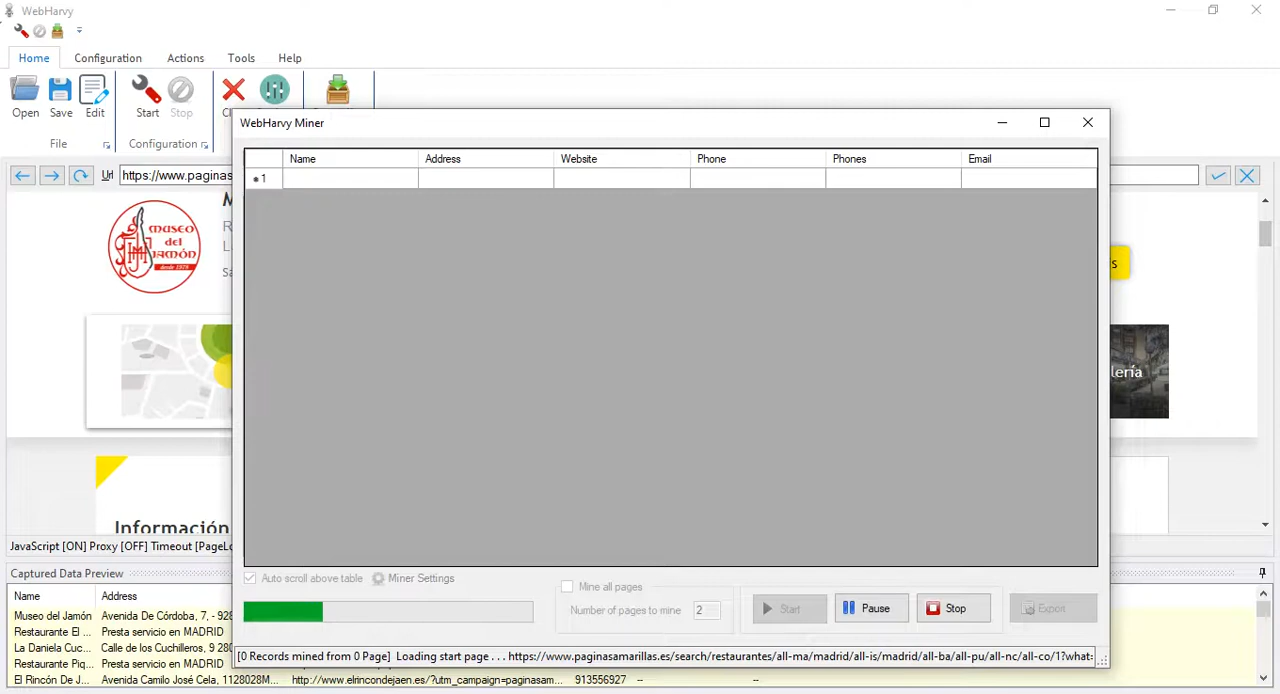 WebHarvy
Home Configuration Actions Tools Help
Open Save Edit Start Stop
File Configuration
Url https://www.paginas
WebHarvy Miner
Name Address Website Phone Phones Email
1
MUSEO
del
JAMÓN
desde 1978
Información
JavaScript [ON] Proxy [OFF] Timeout
Auto scroll above table Miner Settings
Mine all pages
Number of pages to mine 2
Start Pause Stop Export
[0 Records mined from 0 Page] Loading start page . . . https://www.paginasamarillas.es/search/restaurantes/all-ma/madrid/all-is/madrid/all-ba/all-pu/all-nc/all-co/1?what:
Captured Data Preview
Name Address
Museo del Jamón Avenida De Córdoba, 7, - 928
Restaurante El ... Presta servicio en MADRID
La Daniela Cuc... Calle de los Cuchilleros, 9 280
Restaurante Piq... Presta servicio en MADRID
El Rincón De J... Avenida Camilo José Cela, 1128028M... http://www.elrincondejaen.es/?utm_campaign=paginasam... 913556927 -- --